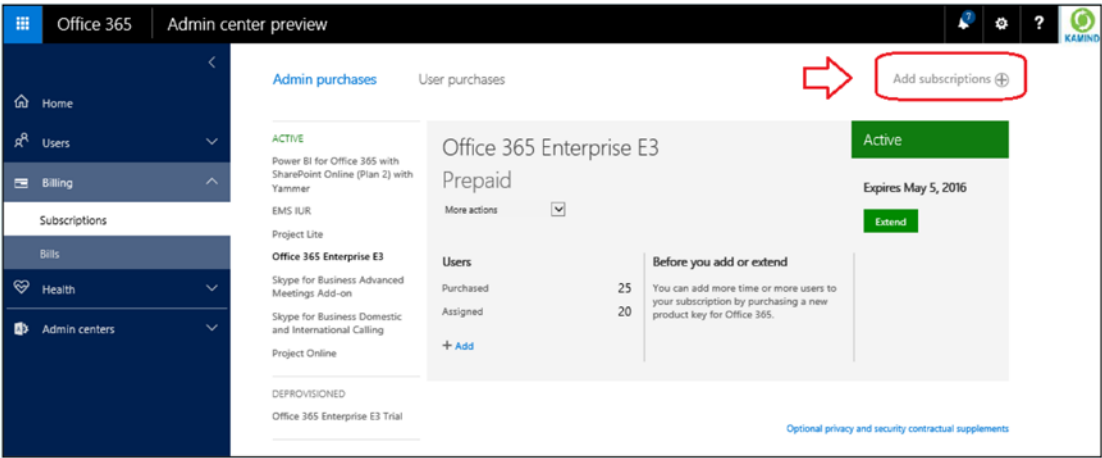 Office 365
Admin center preview
7
?
KAMIND
Home
Users
Billing
Subscriptions
Bills
Health
Admin centers
Admin purchases
User purchases
Add subscriptions
ACTIVE
Power BI for Office 365 with
SharePoint Online (Plan 2) with
Yammer
EMS IUR
Project Lite
Office 365 Enterprise E3
Skype for Business Advanced
Meetings Add-on
Skype for Business Domestic
and International Calling
Project Online
DEPROVISIONED
Office 365 Enterprise E3 Trial
Office 365 Enterprise E3
Prepaid
More actions
Users
Purchased 25
Assigned 20
+ Add
Before you add or extend
You can add more time or more users to
your subscription by purchasing a new
product key for Office 365.
Active
Expires May 5, 2016
Extend
Optional privacy and security contractual supplements